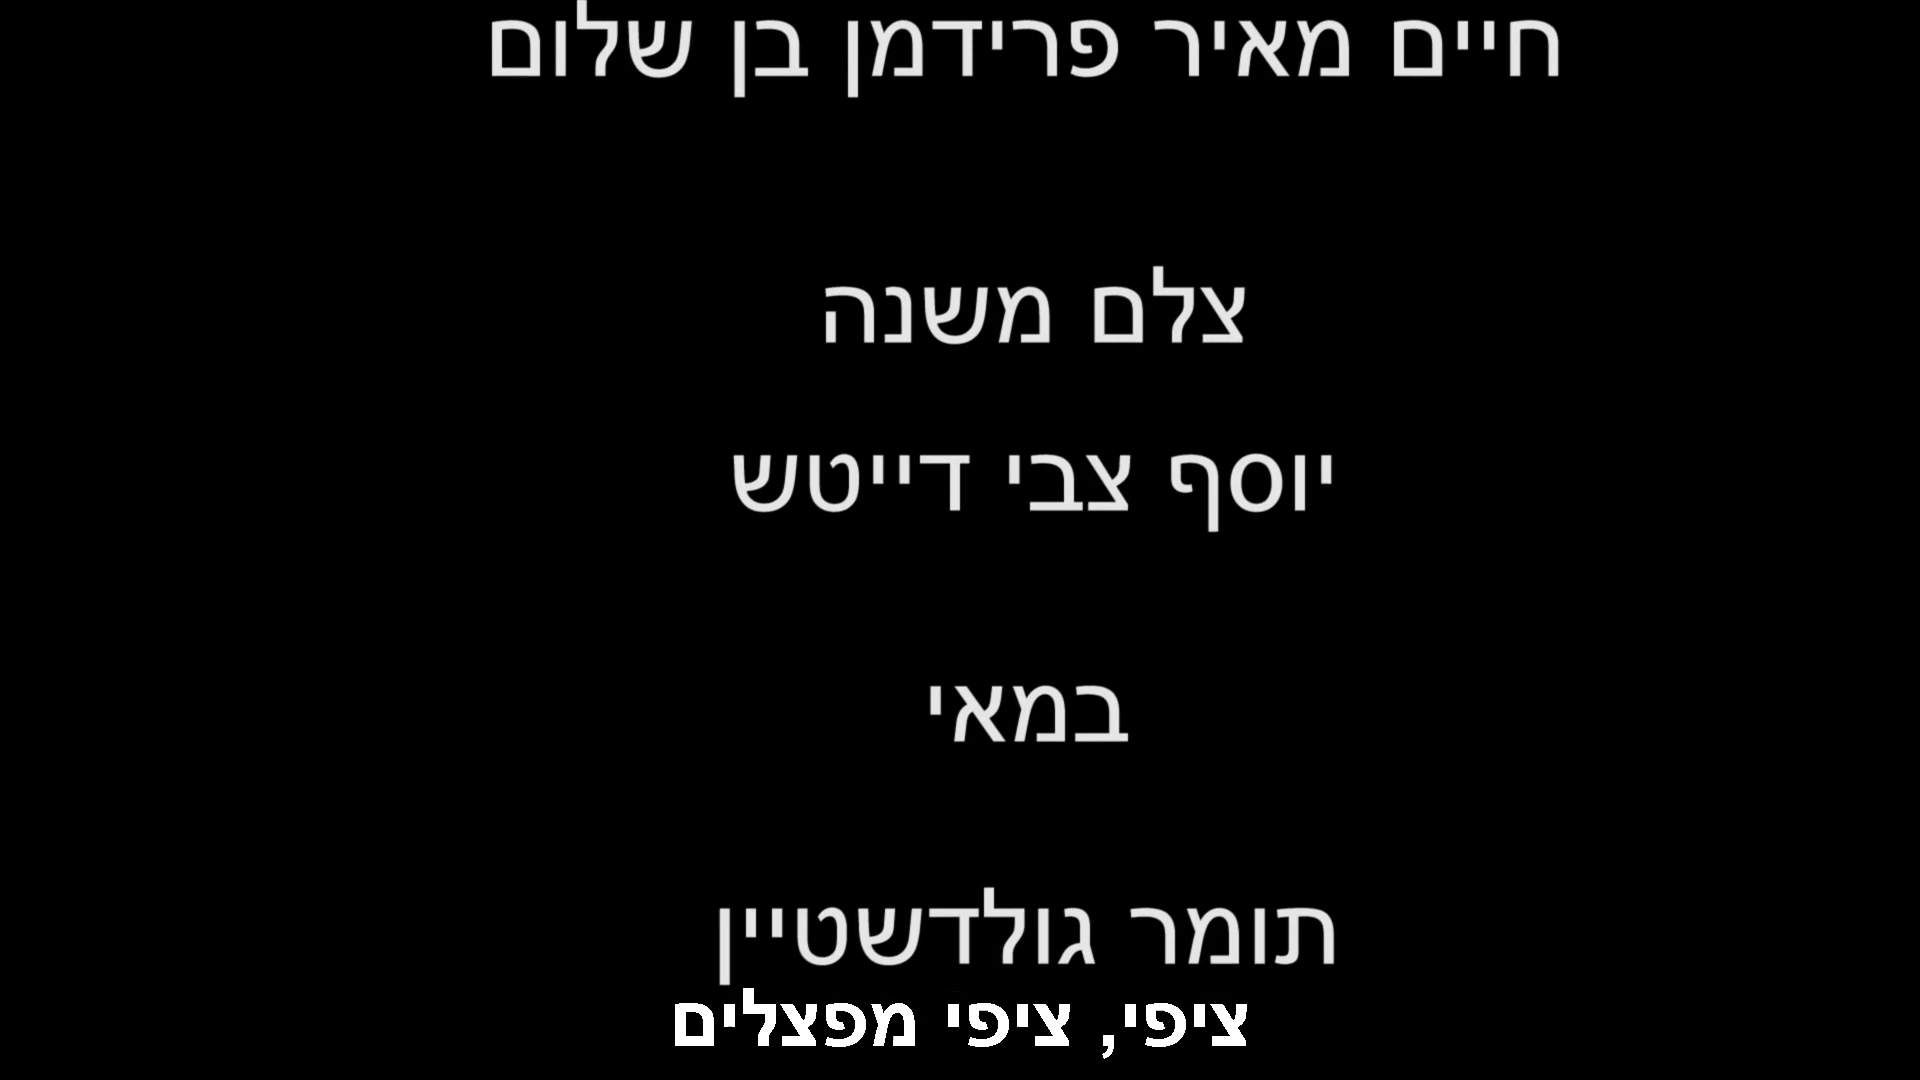 חיים מאיר פרידמן בן שלום
צלם משנה
יוסף צבי דייטש
במאי
תומר גולדשטיין
ציפי, ציפי מפצלים